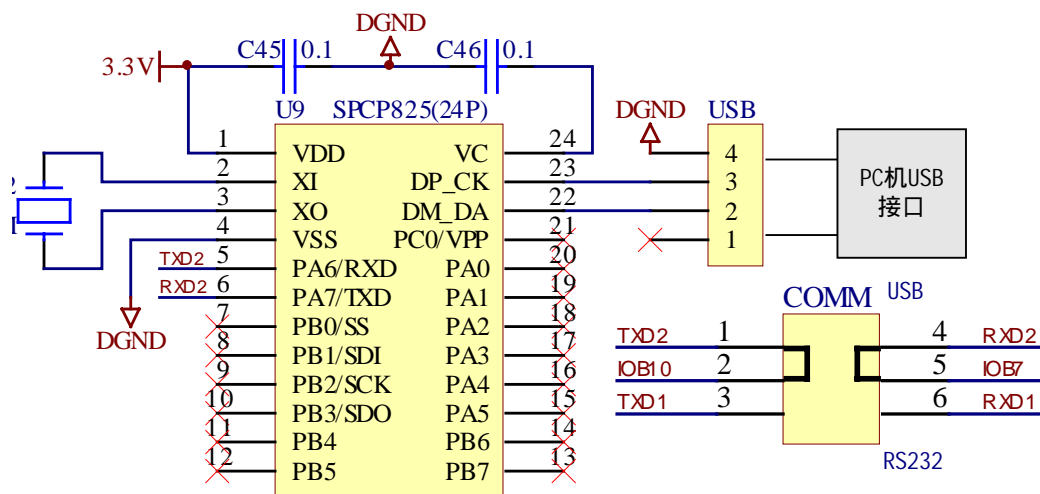 DGND
C45 0.1 C46 0.1
3.3V
U9 SPCP825(24P)
1 VDD VC 24
2 XI DP_CK 23
3 XO DM_DA 22
4 VSS PC0/VPP 21
TXD2 5 PA6/RXD PA0 20
RXD2 6 PA7/TXD PA1 19
7 PB0/SS PA2 18
8 PB1/SDI PA3 17
9 PB2/SCK PA4 16
10 PB3/SDO PA5 15
11 PB4 PB6 14
12 PB5 PB7 13
DGND
DGND USB
4
3
2
1
PC机USB
接口
COMM USB
TXD2 1 4 RXD2
IOB10 2 5 IOB7
TXD1 3 6 RXD1
RS232